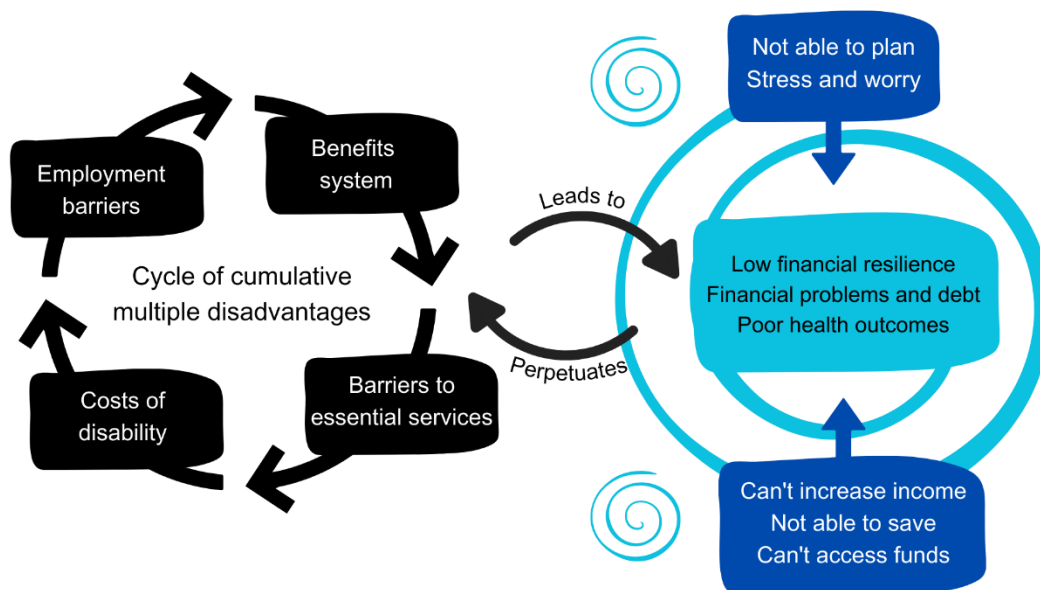 Employment
barriers
Benefits
system
Cycle of cumulative
multiple disadvantages
Costs of
disability
Barriers to
essential services
Leads to
Perpetuates
Not able to plan
Stress and worry
Low financial resilience
Financial problems and debt
Poor health outcomes
Can't increase income
Not able to save
Can't access funds